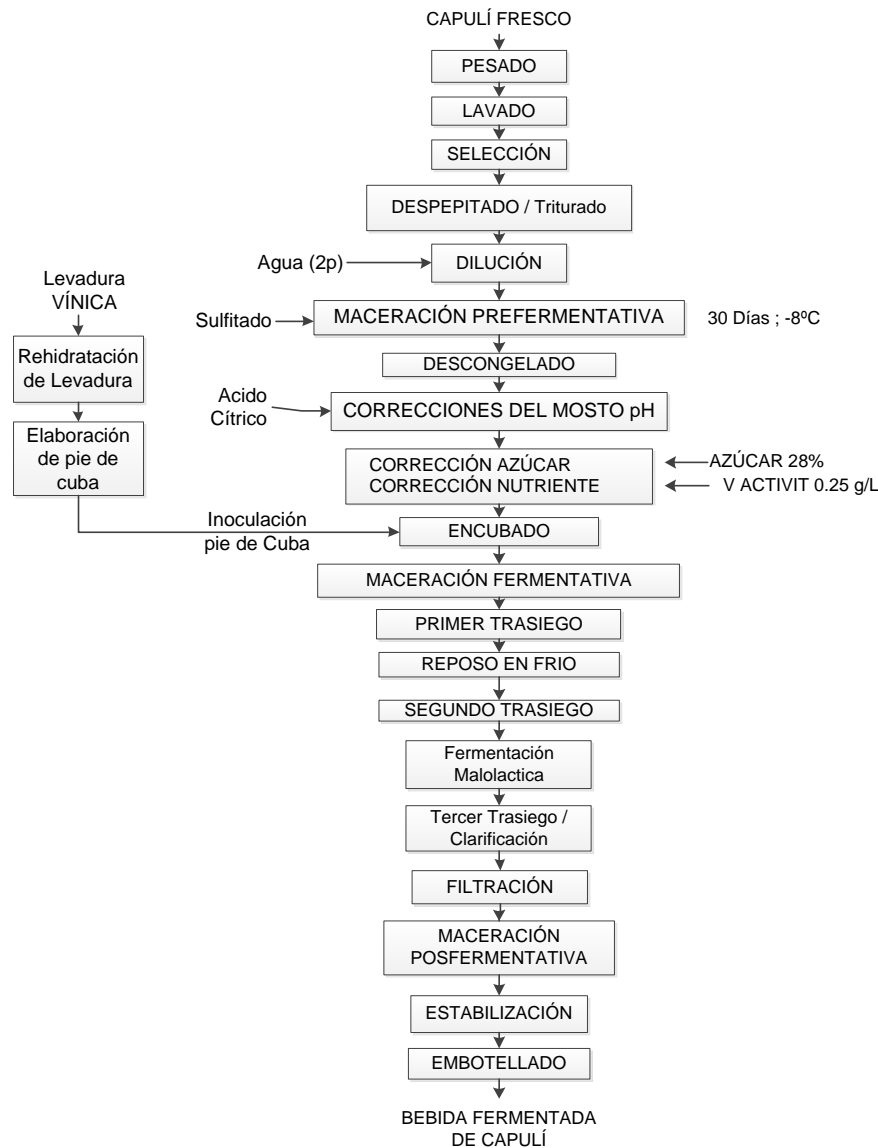 CAPULÍ FRESCO
PESADO
LAVADO
SELECCIÓN
DESPEPITADO / Triturado
Agua (2p)
DILUCIÓN
Levadura
VÍNICA
Sulfitado
MACERACIÓN PREFERMENTATIVA
30 Días ; -8ºC
Rehidratación
de Levadura
DESCONGELADO
Acido
Cítrico
CORRECCIONES DEL MOSTO pH
Elaboración
de pie de
cuba
CORRECCIÓN AZÚCAR
CORRECCIÓN NUTRIENTE
AZÚCAR 28%
V ACTIVIT 0.25 g/L
Inoculación
pie de Cuba
ENCUBADO
MACERACIÓN FERMENTATIVA
PRIMER TRASIEGO
REPOSO EN FRIO
SEGUNDO TRASIEGO
Fermentación
Malolactica
Tercer Trasiego /
Clarificación
FILTRACIÓN
MACERACIÓN
POSFERMENTATIVA
ESTABILIZACIÓN
EMBOTELLADO
BEBIDA FERMENTADA
DE CAPULÍ